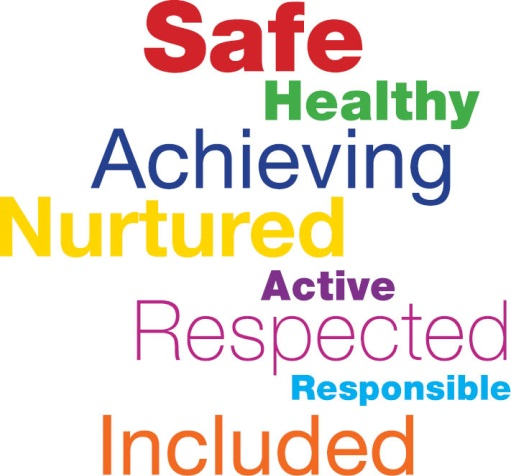 Safe
Healthy
Achieving
Nurtured
Active
Respected
Responsible
Included